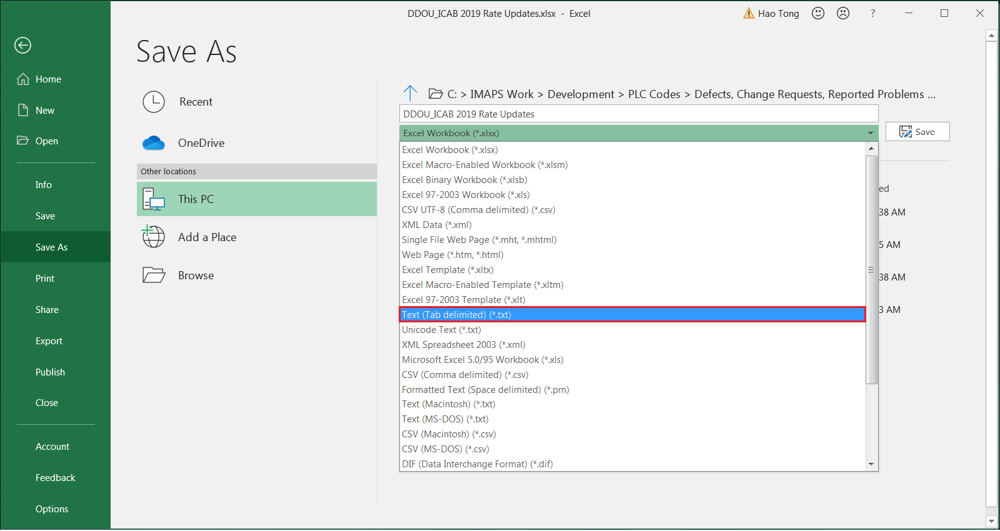 DDOU_ICAB 2019 Rate Updates.xlsx - Excel
Hao Tong
?
Home
New
Open
Info
Save
Save As
Print
Share
Export
Publish
Close
Account
Feedback
Options
Save As
Recent
OneDrive
Other locations
This PC
Add a Place
Browse
C: > IMAPS Work > Development > PLC Codes > Defects, Change Requests, Reported Problems ...
DDOU_ICAB 2019 Rate Updates
Excel Workbook (*.xlsx)
Save
Excel Workbook (*.xlsx)
Excel Macro-Enabled Workbook (*.xlsm)
Excel Binary Workbook (*.xlsb)
Excel 97-2003 Workbook (*.xls)
CSV UTF-8 (Comma delimited) (*.csv)
XML Data (*.xml)
Single File Web Page (*.mht, *.mhtml)
Web Page (*.htm, *.html)
Excel Template (*.xltx)
Excel Macro-Enabled Template (*.xltm)
Excel 97-2003 Template (*.xlt)
Text (Tab delimited) (*.txt)
Unicode Text (*.txt)
XML Spreadsheet 2003 (*.xml)
Microsoft Excel 5.0/95 Workbook (*.xls)
CSV (Comma delimited) (*.csv)
Formatted Text (Space delimited) (*.prn)
Text (Macintosh) (*.txt)
Text (MS-DOS) (*.txt)
CSV (Macintosh) (*.csv)
CSV (MS-DOS) (*.csv)
DIF (Data Interchange Format) (*.dif)
ed
38 AM
5 AM
38 AM
3 AM